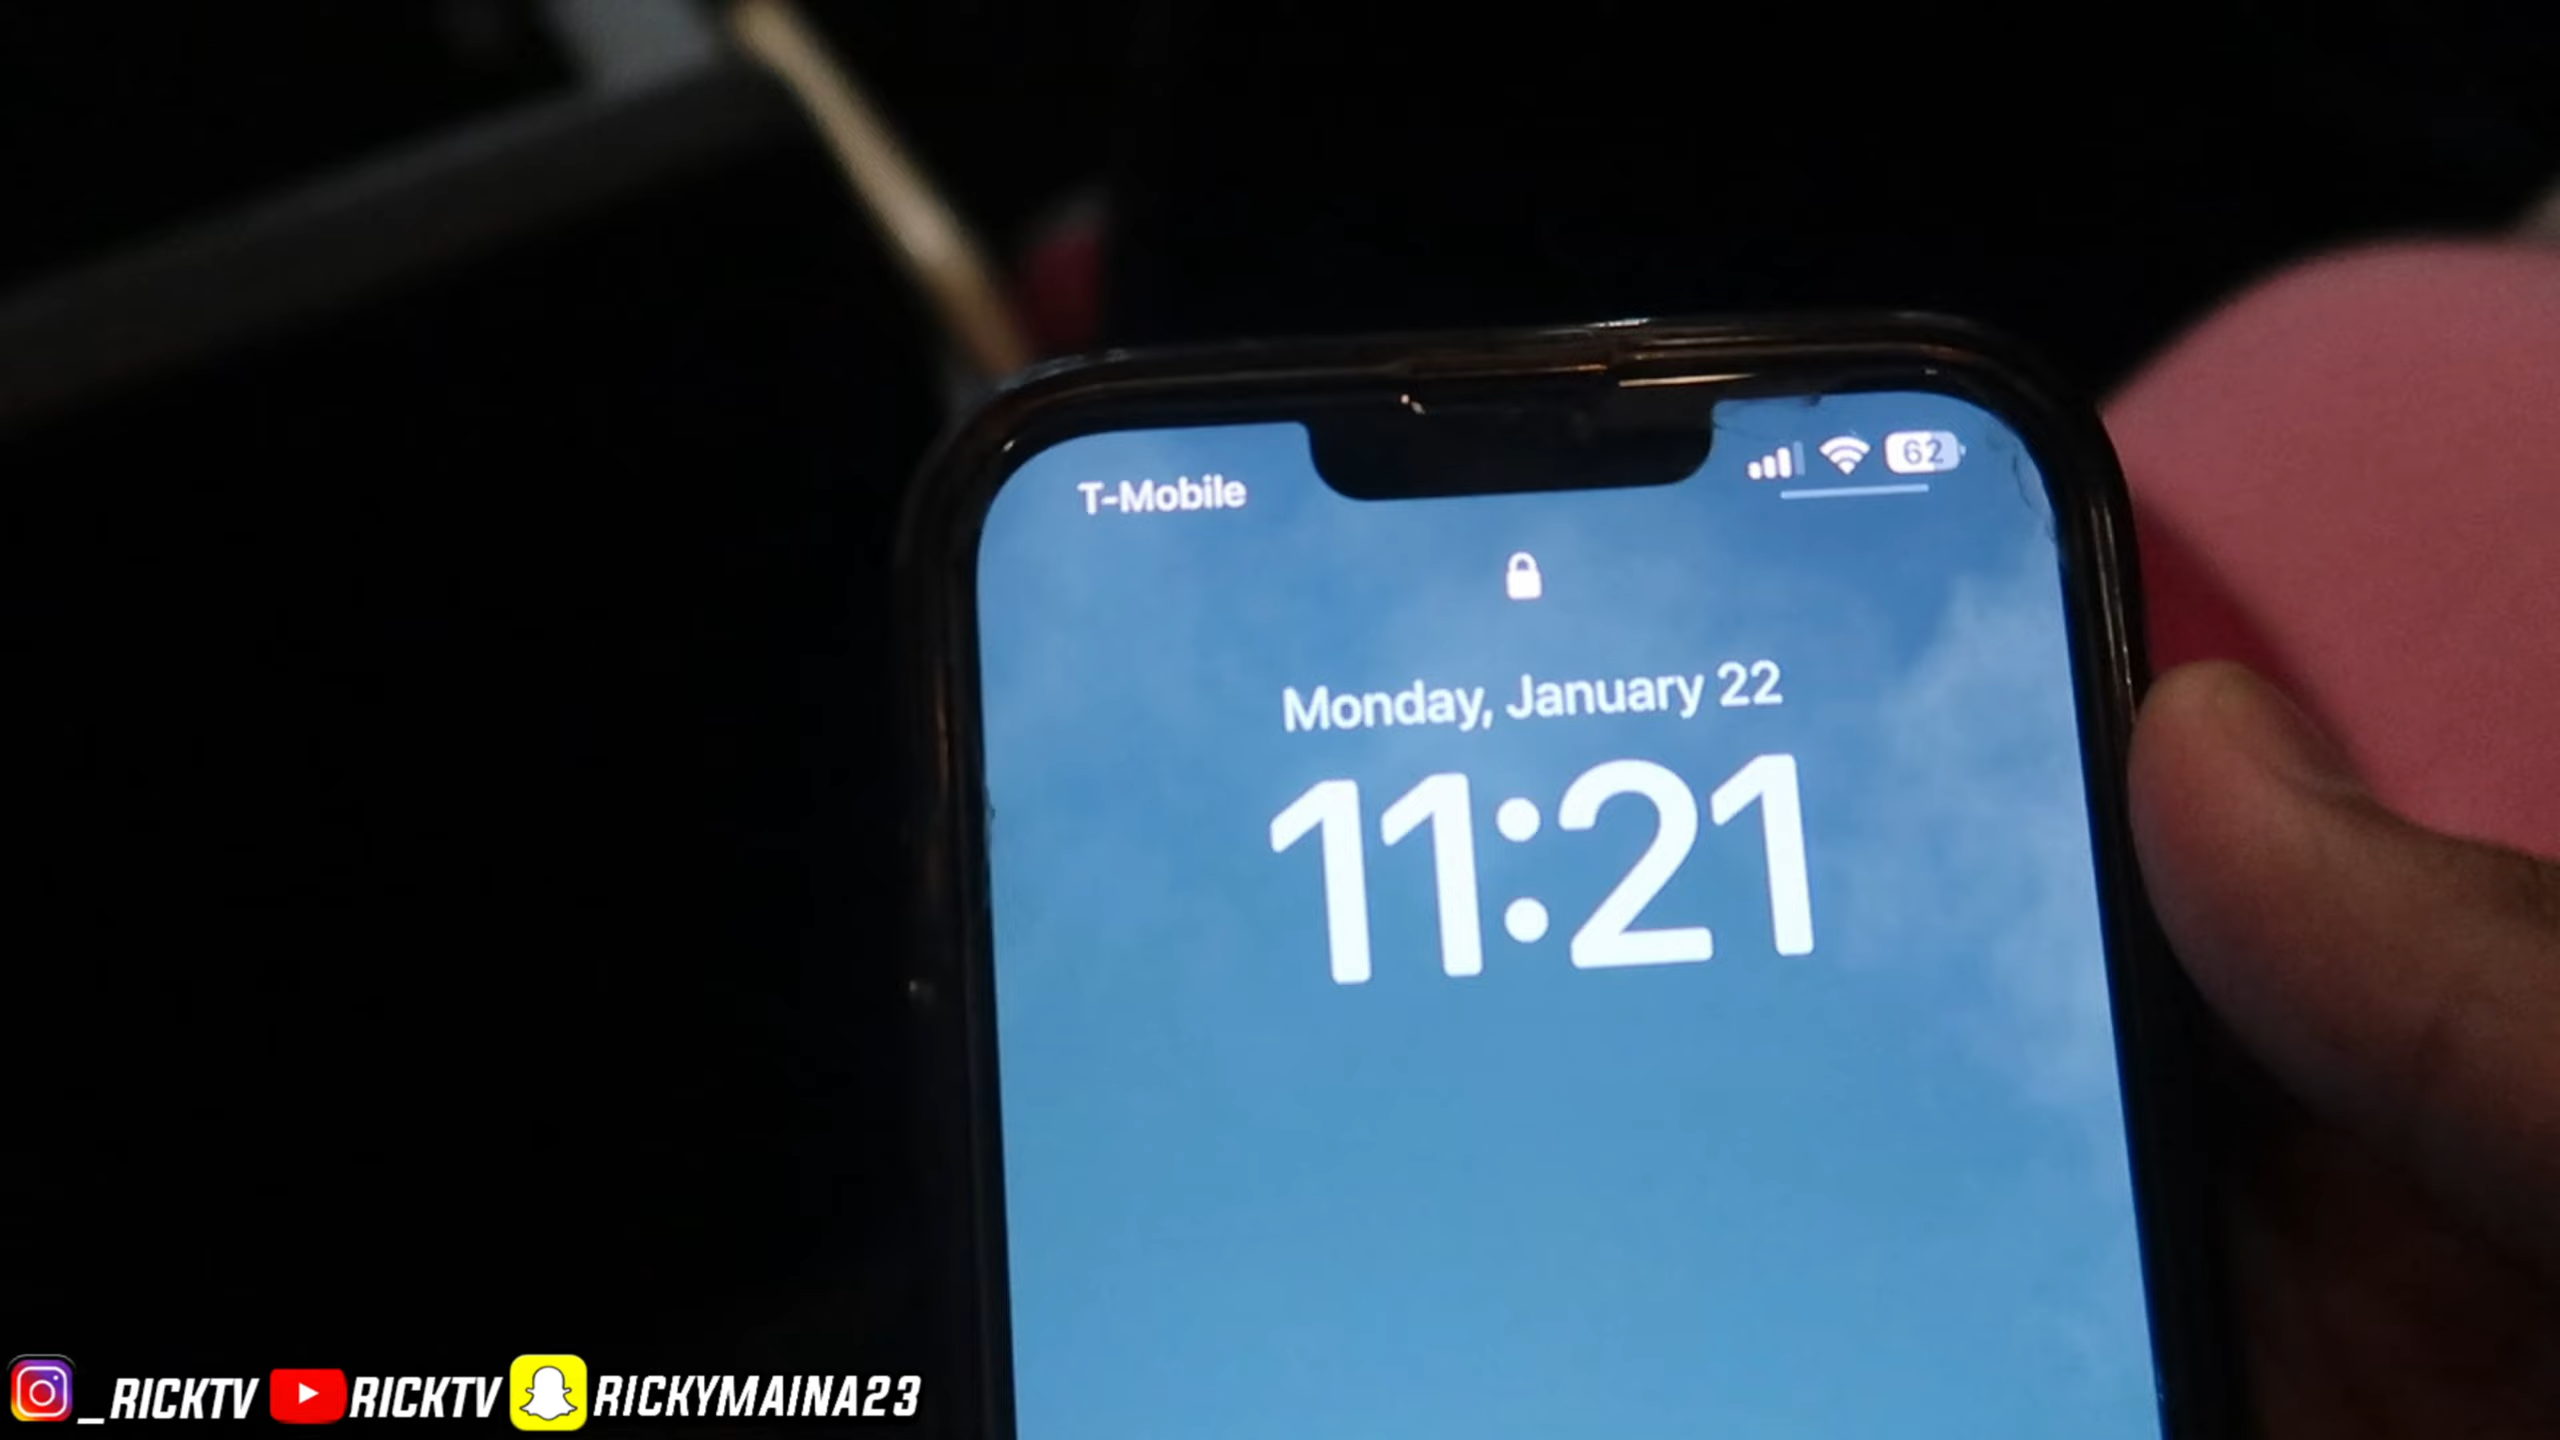 T-Mobile
62
Monday, January 22
11:21
_RICKTV RICKTV RICKYMAINA23